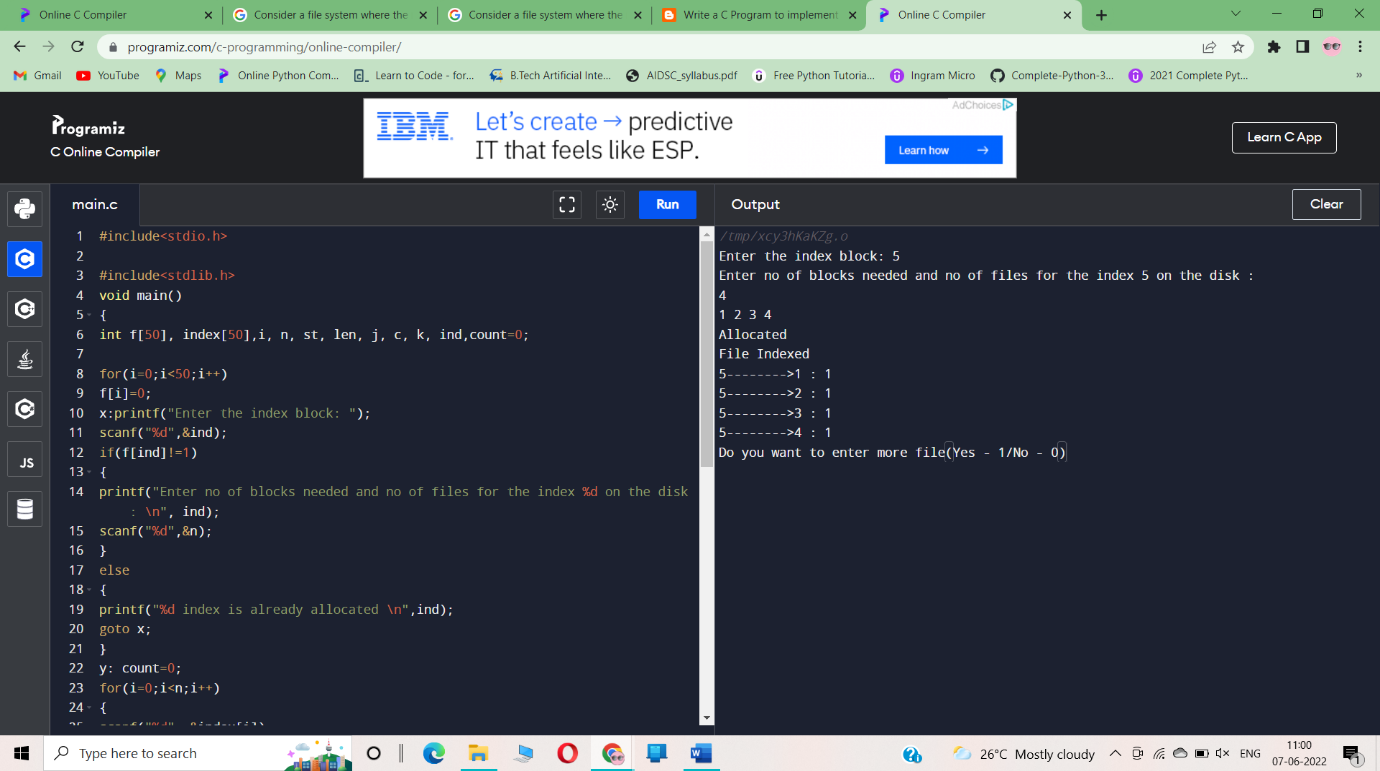 Online C Compiler
Consider a file system where the
Consider a file system where the
Write a C Program to implement
Online C Compiler
programiz.com/c-programming/online-compiler/
Gmail YouTube Maps Online Python Com... Learn to Code - for... B.Tech Artificial Inte... AIDSC_syllabus.pdf Free Python Tutoria... Ingram Micro Complete-Python-3... 2021 Complete Pyt... »
Programiz
C Online Compiler
IBM.
Let's create → predictive
IT that feels like ESP.
AdChoices
Learn how →
Learn C App
main.c
Run
Output
Clear
JS
1 #include<stdio.h>
2
3 #include<stdlib.h>
4 void main()
5 {
6 int f[50], index[50],i, n, st, len, j, c, k, ind,count=0;
7
8 for(i=0;i<50;i++)
9 f[i]=0;
10 x:printf("Enter the index block: ");
11 scanf("%d",&ind);
12 if(f[ind]!=1)
13 {
14 printf("Enter no of blocks needed and no of files for the index %d on the disk
: \n", ind);
15 scanf("%d",&n);
16 }
17 else
18 {
19 printf("%d index is already allocated \n",ind);
20 goto x;
21 }
22 y: count=0;
23 for(i=0;i<n;i++)
24 {
/tmp/xcy3hKaKZg.o
Enter the index block: 5
Enter no of blocks needed and no of files for the index 5 on the disk :
4
1 2 3 4
Allocated
File Indexed
5-------->1 : 1
5-------->2 : 1
5-------->3 : 1
5-------->4 : 1
Do you want to enter more file(Yes - 1/No - 0)
Type here to search
26°C Mostly cloudy
ENG
11:00
07-06-2022
1